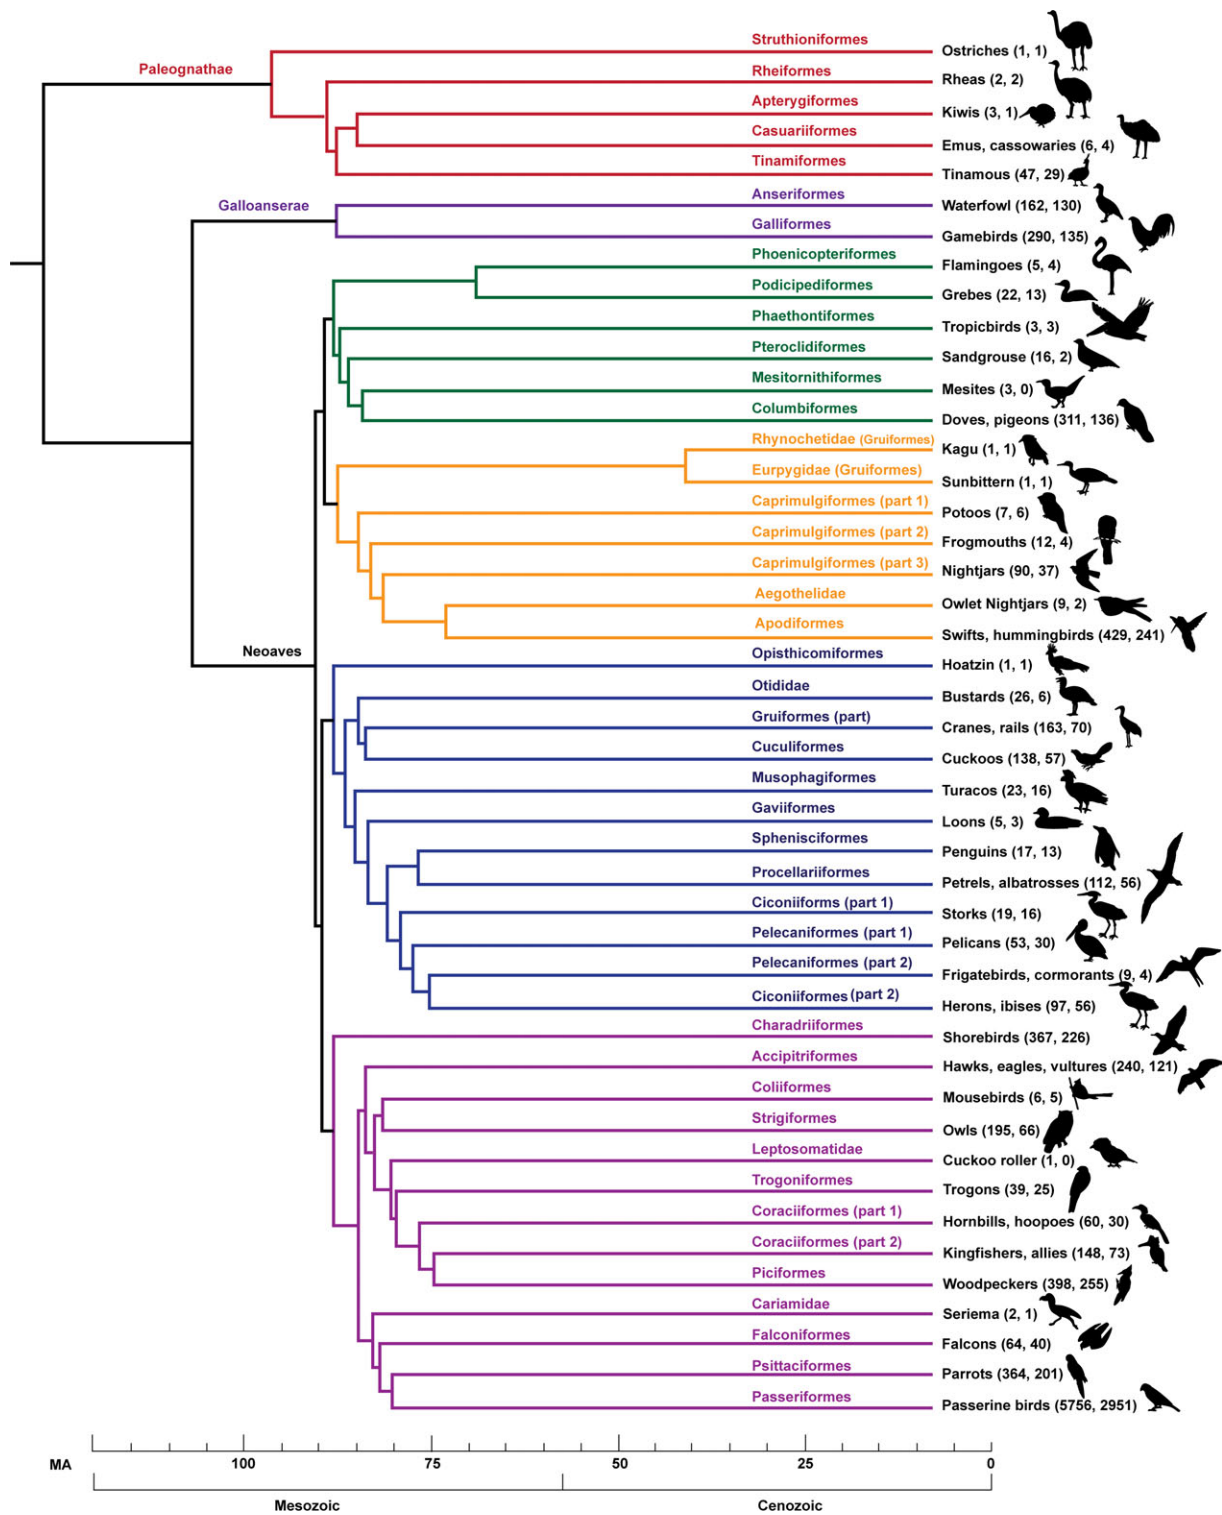 Struthioniformes
Ostriches (1, 1)
Paleognathae
Rheiformes
Rheas (2, 2)
Apterygiformes
Kiwis (3, 1)
Casuariiformes
Emus, cassowaries (6, 4)
Tinamiformes
Tinamous (47, 29)
Anseriformes
Waterfowl (162, 130)
Galloanserae
Galliformes
Gamebirds (290, 135)
Phoenicopteriformes
Flamingoes (5, 4)
Podicipediformes
Grebes (22, 13)
Phaethontiformes
Tropicbirds (3, 3)
Pteroclidiformes
Sandgrouse (16, 2)
Mesitornithiformes
Mesites (3, 0)
Columbiformes
Doves, pigeons (311, 136)
Rhynochetidae (Gruiformes)
Kagu (1, 1)
Eurpygidae (Gruiformes)
Sunbittern (1, 1)
Caprimulgiformes (part 1)
Potoos (7, 6)
Caprimulgiformes (part 2)
Frogmouths (12, 4)
Caprimulgiformes (part 3)
Nightjars (90, 37)
Aegothelidae
Owlet Nightjars (9, 2)
Apodiformes
Swifts, hummingbirds (429, 241)
Neoaves
Opisthicomiformes
Hoatzin (1, 1)
Otididae
Bustards (26, 6)
Gruiformes (part)
Cranes, rails (163, 70)
Cuculiformes
Cuckoos (138, 57)
Musophagiformes
Turacos (23, 16)
Gaviiformes
Loons (5, 3)
Sphenisciformes
Penguins (17, 13)
Procellariiformes
Petrels, albatrosses (112, 56)
Ciconiiforms (part 1)
Storks (19, 16)
Pelecaniformes (part 1)
Pelicans (53, 30)
Pelecaniformes (part 2)
Frigatebirds, cormorants (9, 4)
Ciconiiformes (part 2)
Herons, ibises (97, 56)
Charadriiformes
Shorebirds (367, 226)
Accipitriformes
Hawks, eagles, vultures (240, 121)
Coliiformes
Mousebirds (6, 5)
Strigiformes
Owls (195, 66)
Leptosomatidae
Cuckoo roller (1, 0)
Trogoniformes
Trogons (39, 25)
Coraciiformes (part 1)
Hornbills, hoopoes (60, 30)
Coraciiformes (part 2)
Kingfishers, allies (148, 73)
Piciformes
Woodpeckers (398, 255)
Cariamidae
Seriema (2, 1)
Falconiformes
Falcons (64, 40)
Psittaciformes
Parrots (364, 201)
Passeriformes
Passerine birds (5756, 2951)
MA 100 75 50 25 0
Mesozoic Cenozoic